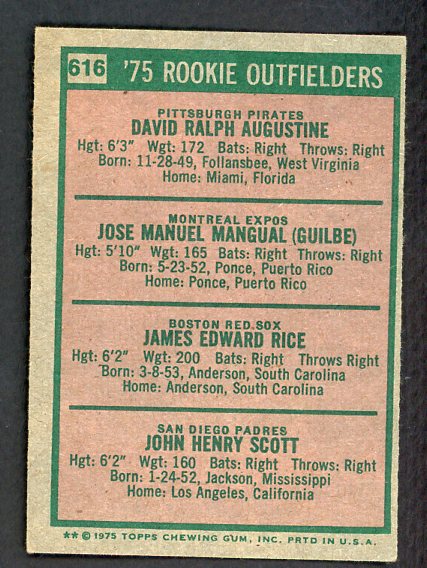 616 '75 ROOKIE OUTFIELDERS
PITTSBURGH PIRATES
DAVID RALPH AUGUSTINE
Hgt: 6'3" Wgt: 172 Bats: Right Throws: Right
Born: 11-28-49, Follansbee, West Virginia
Home: Miami, Florida
MONTREAL EXPOS
JOSE MANUEL MANGUAL (GUILBE)
Hgt: 5'10" Wgt: 165 Bats: Right Throws: Right
Born: 5-23-52, Ponce, Puerto Rico
Home: Ponce, Puerto Rico
BOSTON RED SOX
JAMES EDWARD RICE
Hgt: 6'2" Wgt: 200 Bats: Right Throws Right
Born: 3-8-53, Anderson, South Carolina
Home: Anderson, South Carolina
SAN DIEGO PADRES
JOHN HENRY SCOTT
Hgt: 6'2" Wgt: 160 Bats: Right Throws: Right
Born: 1-24-52, Jackson, Mississippi
Home: Los Angeles, California
** © 1975 TOPPS CHEWING GUM, INC. PRTD IN U.S.A.